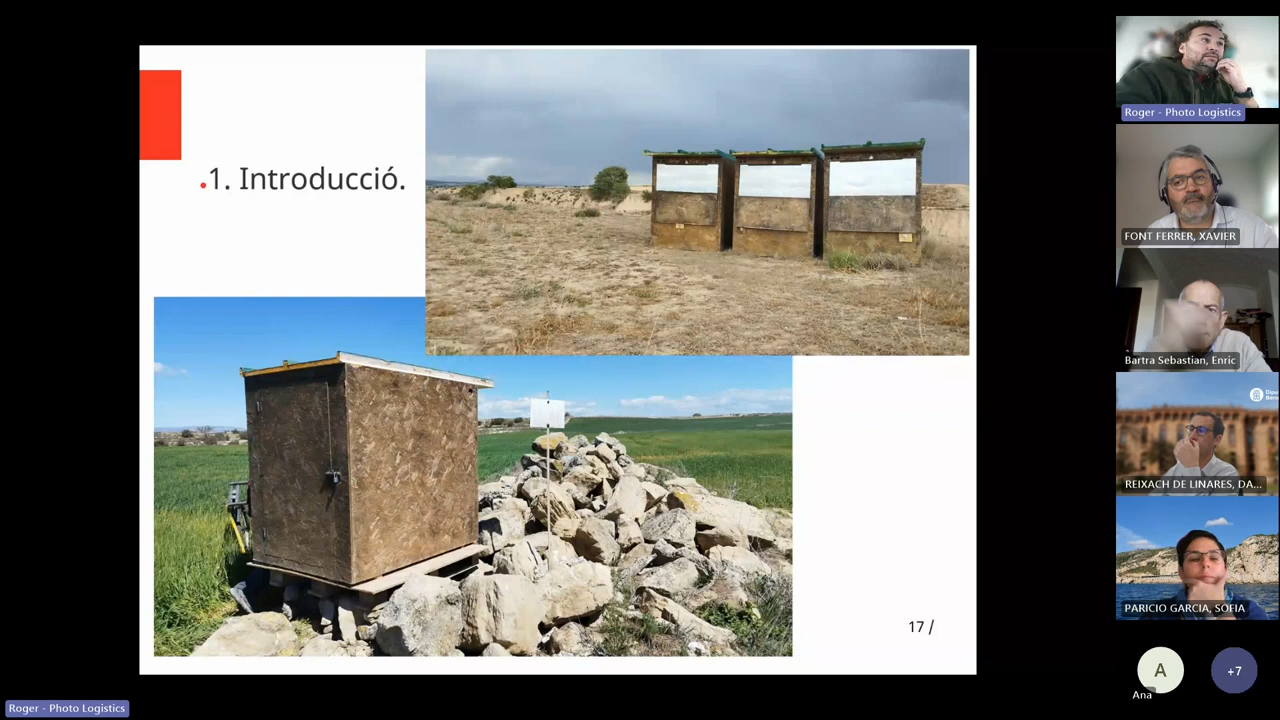 .1. Introducció.
17 /
Roger - Photo Logistics
FONT FERRER, XAVIER
Bartra Sebastian, Enric
REIXACH DE LINARES, DA...
PARICIO GARCIA, SOFIA
A
Ana
+7
Roger - Photo Logistics